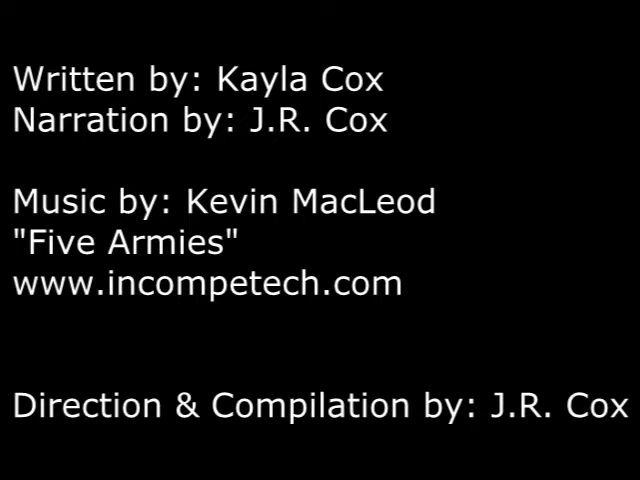 Written by: Kayla Cox
Narration by: J.R. Cox
Music by: Kevin MacLeod
"Five Armies"
www.incompetech.com
Direction & Compilation by: J.R. Cox